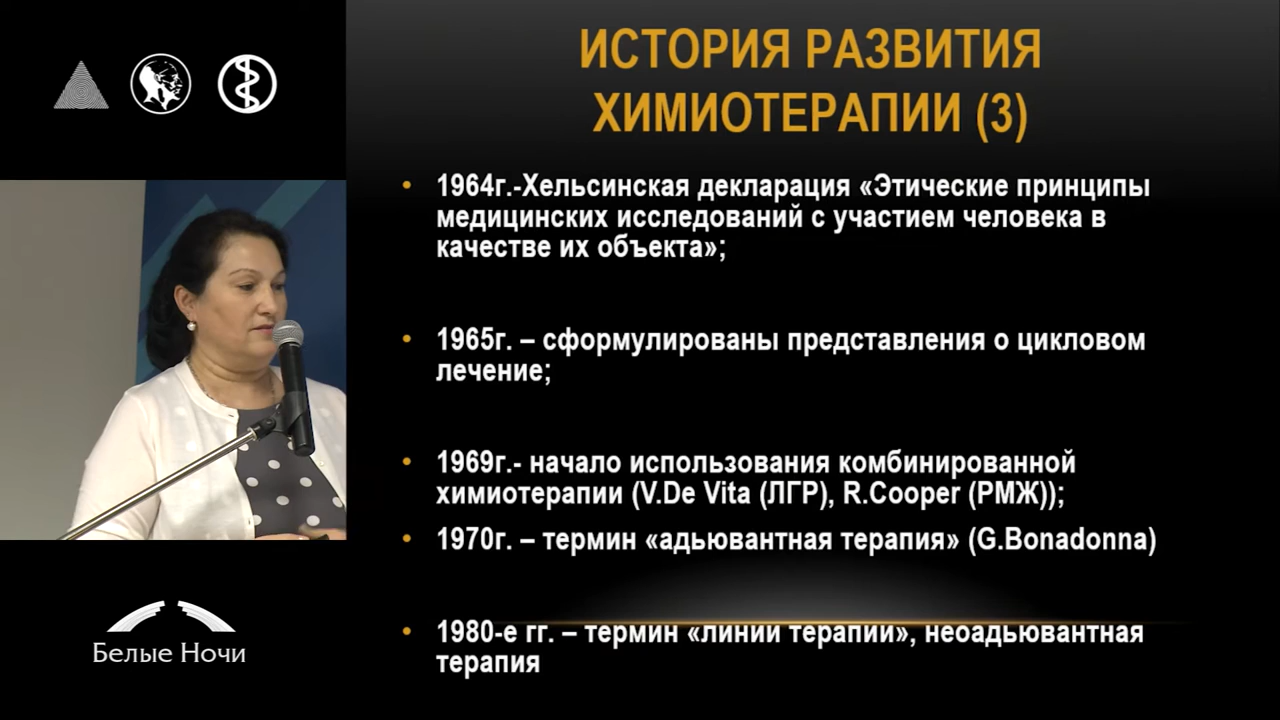 ИСТОРИЯ РАЗВИТИЯ
ХИМИОТЕРАПИИ (3)
• 1964г.-Хельсинская декларация «Этические принципы
медицинских исследований с участием человека в
качестве их объекта»;
• 1965г. – сформулированы представления о цикловом
лечение;
• 1969г.- начало использования комбинированной
химиотерапии (V.De Vita (ЛГР), R.Cooper (РМЖ));
• 1970г. – термин «адьювантная терапия» (G.Bonadonna)
• 1980-е гг. – термин «линии терапии», неоадьювантная
терапия
Белые Ночи